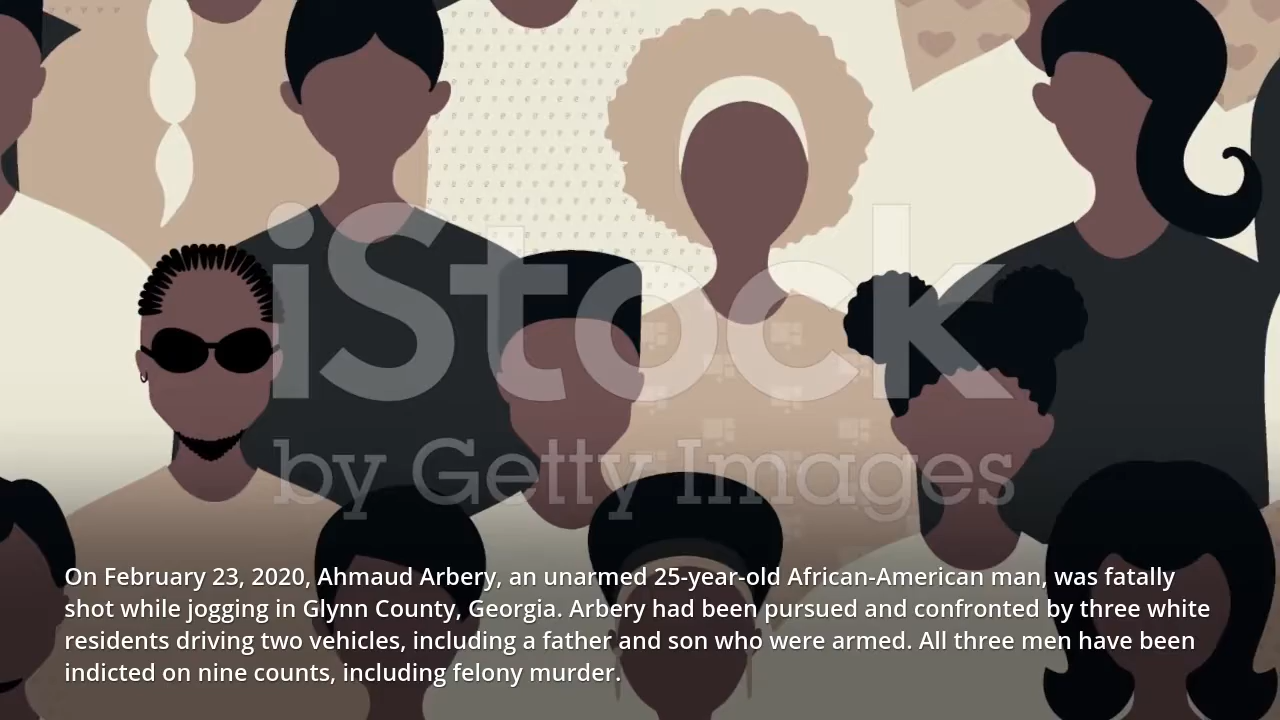 iStock
by Getty Images
On February 23, 2020, Ahmaud Arbery, an unarmed 25-year-old African-American man, was fatally
shot while jogging in Glynn County, Georgia. Arbery had been pursued and confronted by three white
residents driving two vehicles, including a father and son who were armed. All three men have been
indicted on nine counts, including felony murder.